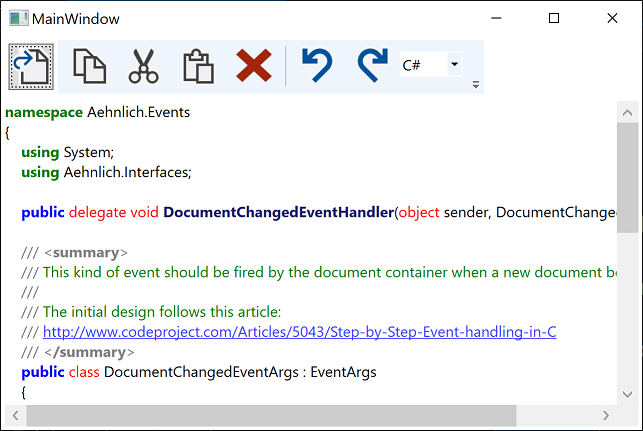 MainWindow
C#
namespace Aehnlich.Events
{
    using System;
    using Aehnlich.Interfaces;
    public delegate void DocumentChangedEventHandler(object sender, DocumentChange
    /// <summary>
    /// This kind of event should be fired by the document container when a new document b
    ///
    /// The initial design follows this article:
    /// http://www.codeproject.com/Articles/5043/Step-by-Step-Event-handling-in-C
    /// </summary>
    public class DocumentChangedEventArgs : EventArgs
    {